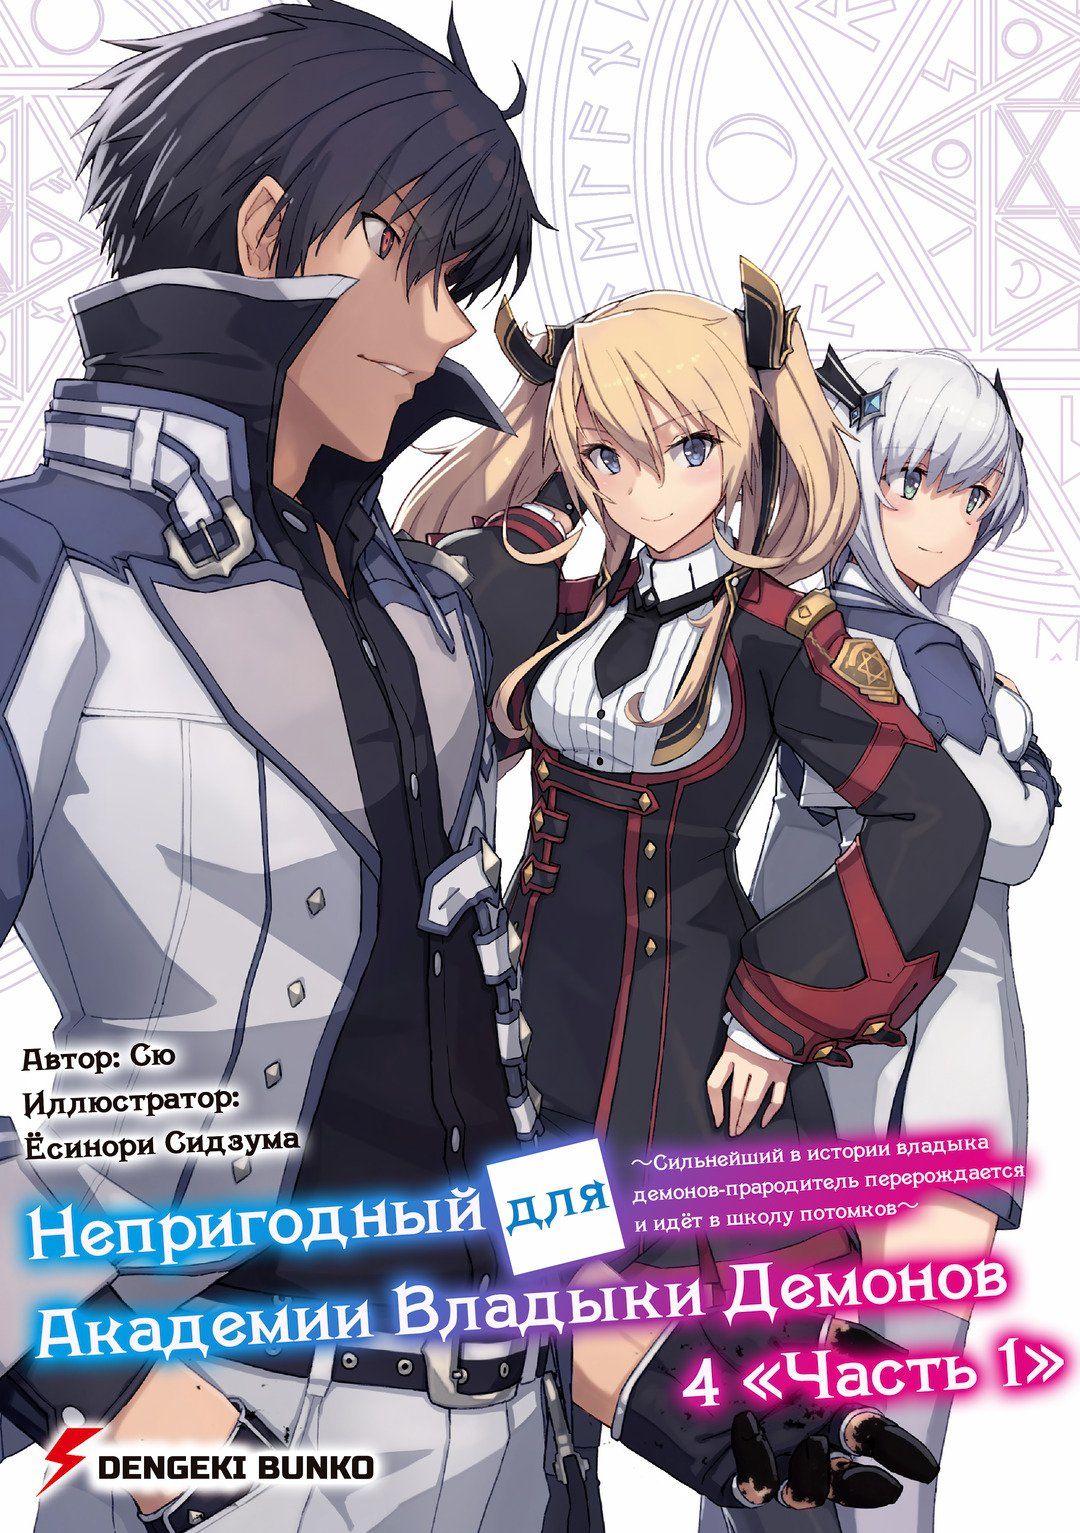 Автор: Сю
Иллюстратор:
Ёсинори Сидзума
Непригодный для
~Сильнейший в истории владыка
демонов-прародитель перерождается
и идёт в школу потомков~
Академии Владыки Демонов
4 «Часть 1»
DENGEKI BUNKO